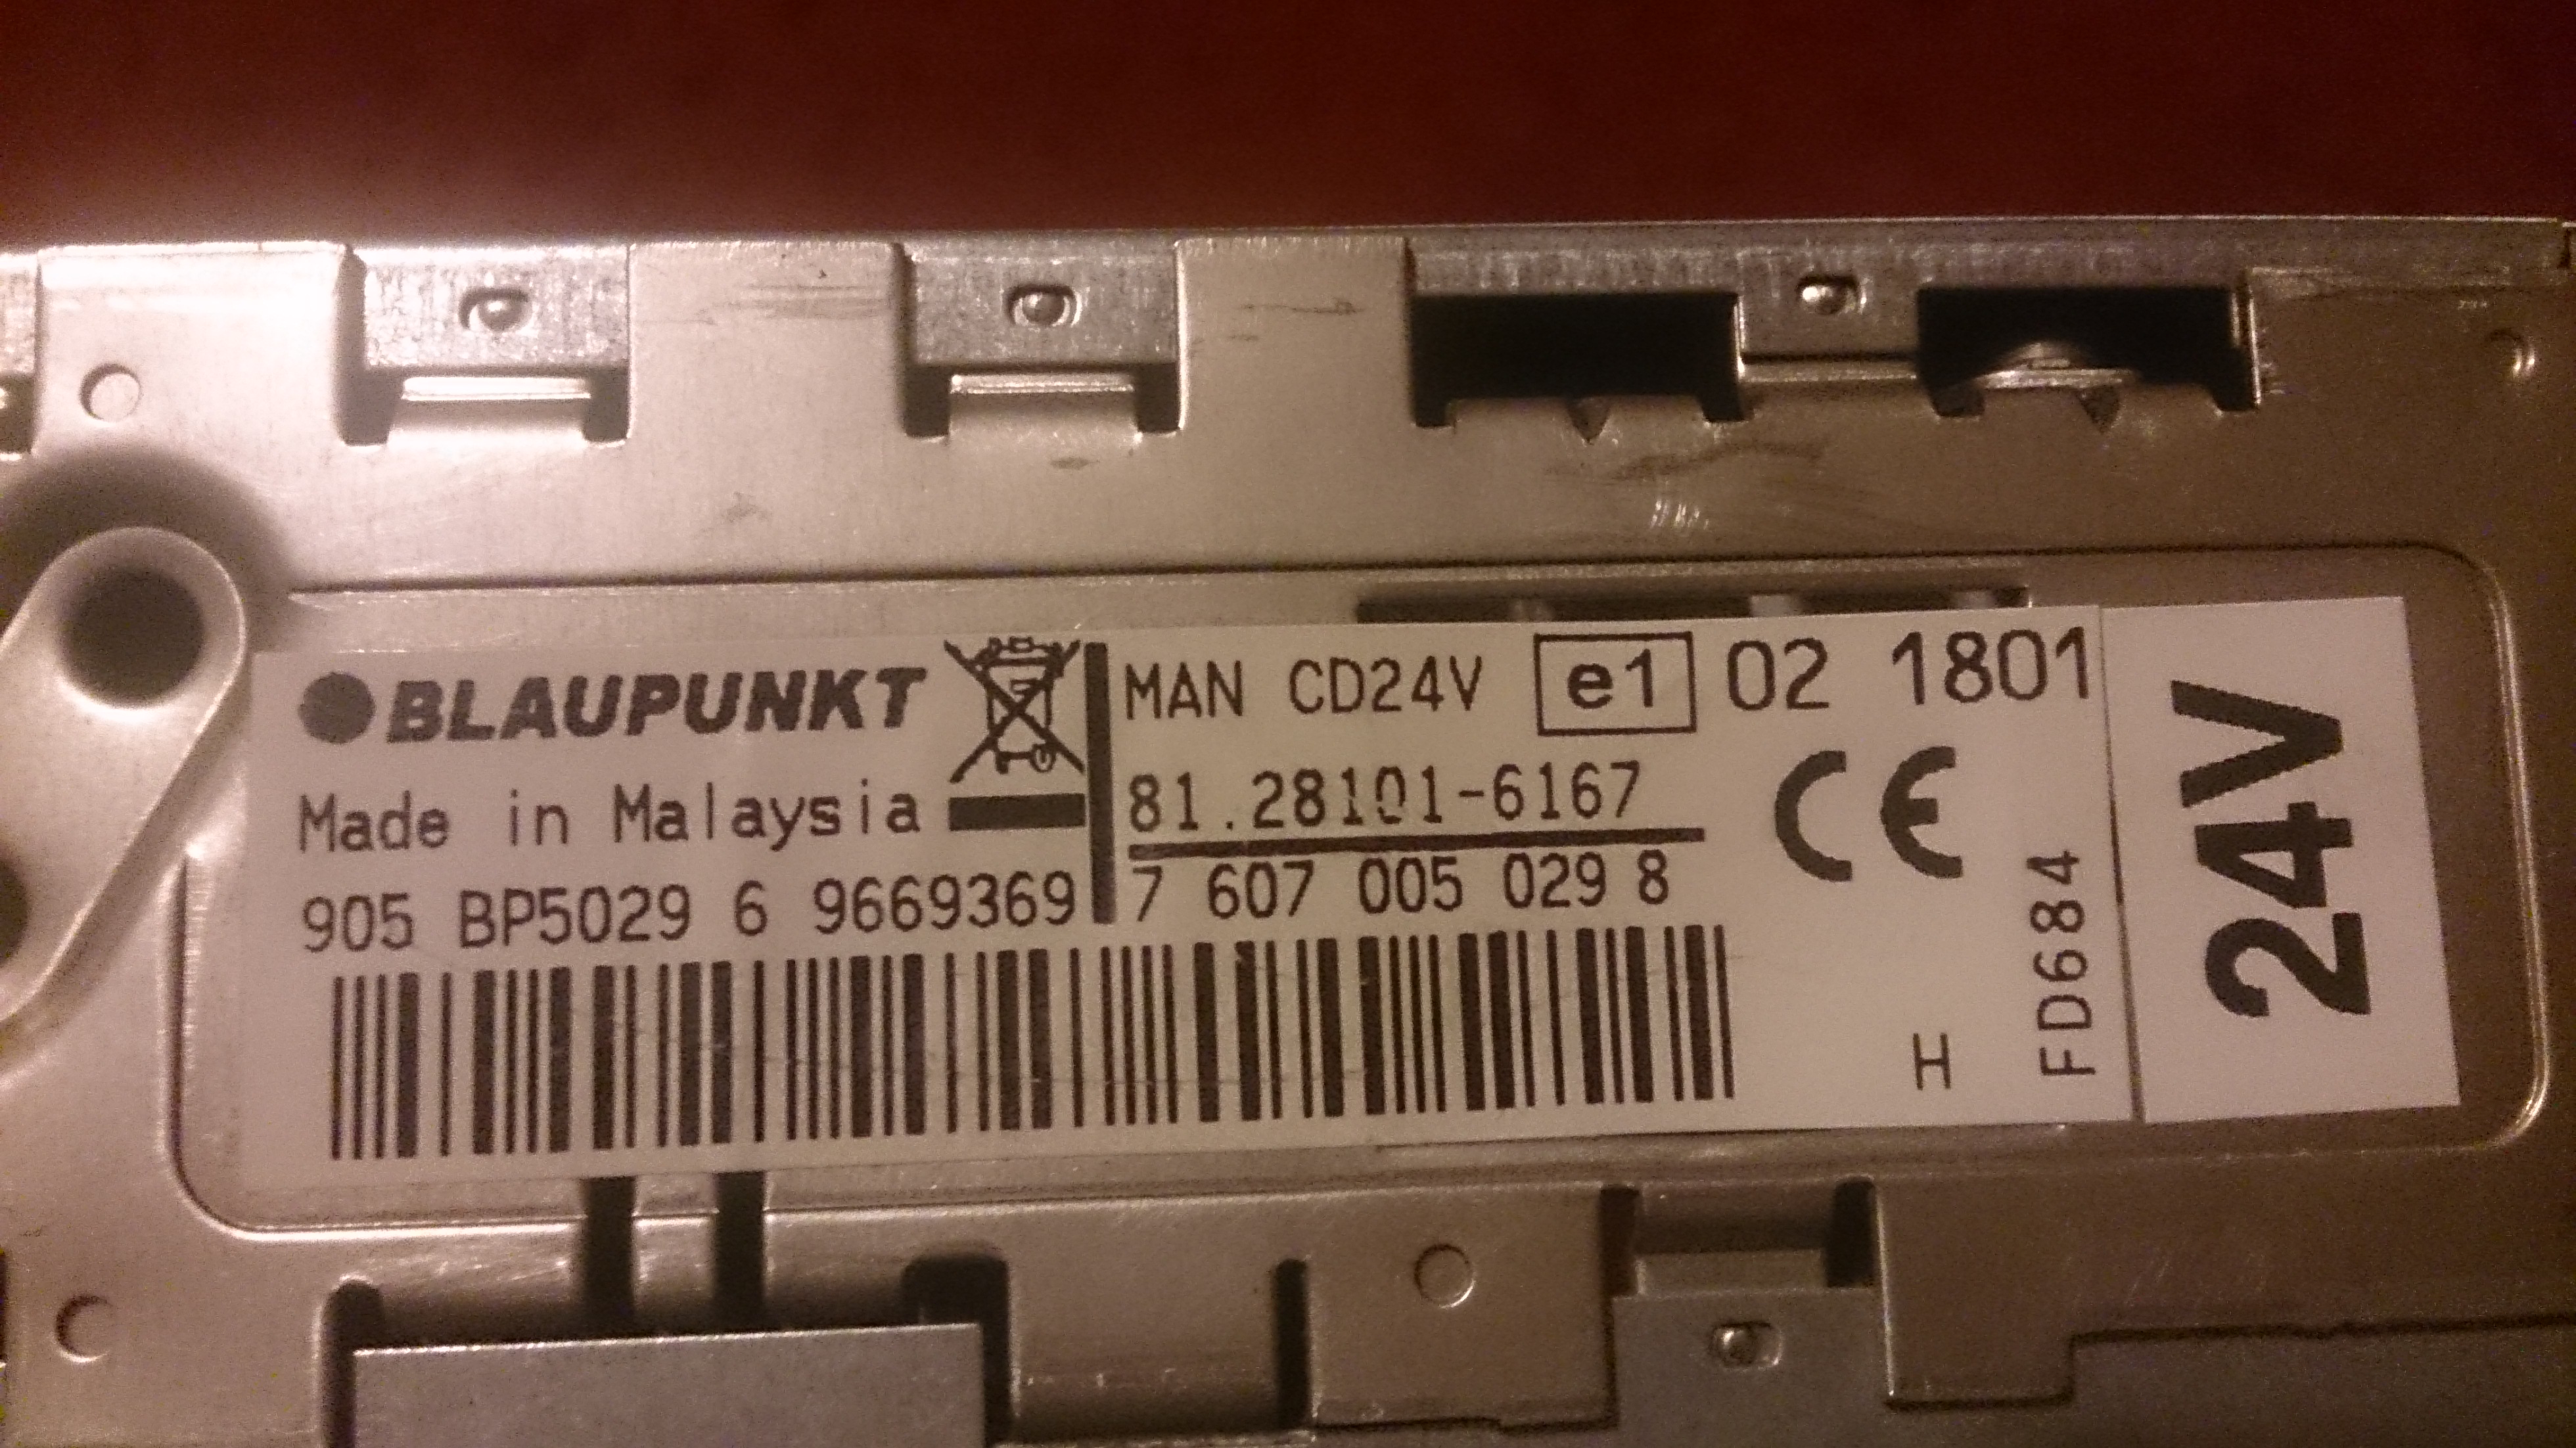 BLAUPUNKT
Made in Malaysia
905 BP5029 6 9669369
MAN CD24V e1 02 1801
81.28101-6167
7 607 005 029 8
CE
H
FD684
24V